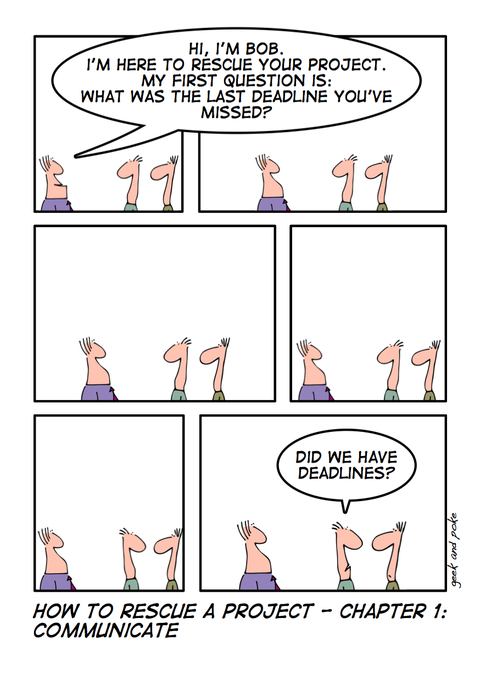 HI, I'M BOB.
I'M HERE TO RESCUE YOUR PROJECT.
MY FIRST QUESTION IS:
WHAT WAS THE LAST DEADLINE YOU'VE
MISSED?
DID WE HAVE
DEADLINES?
geek and poke
HOW TO RESCUE A PROJECT - CHAPTER 1:
COMMUNICATE